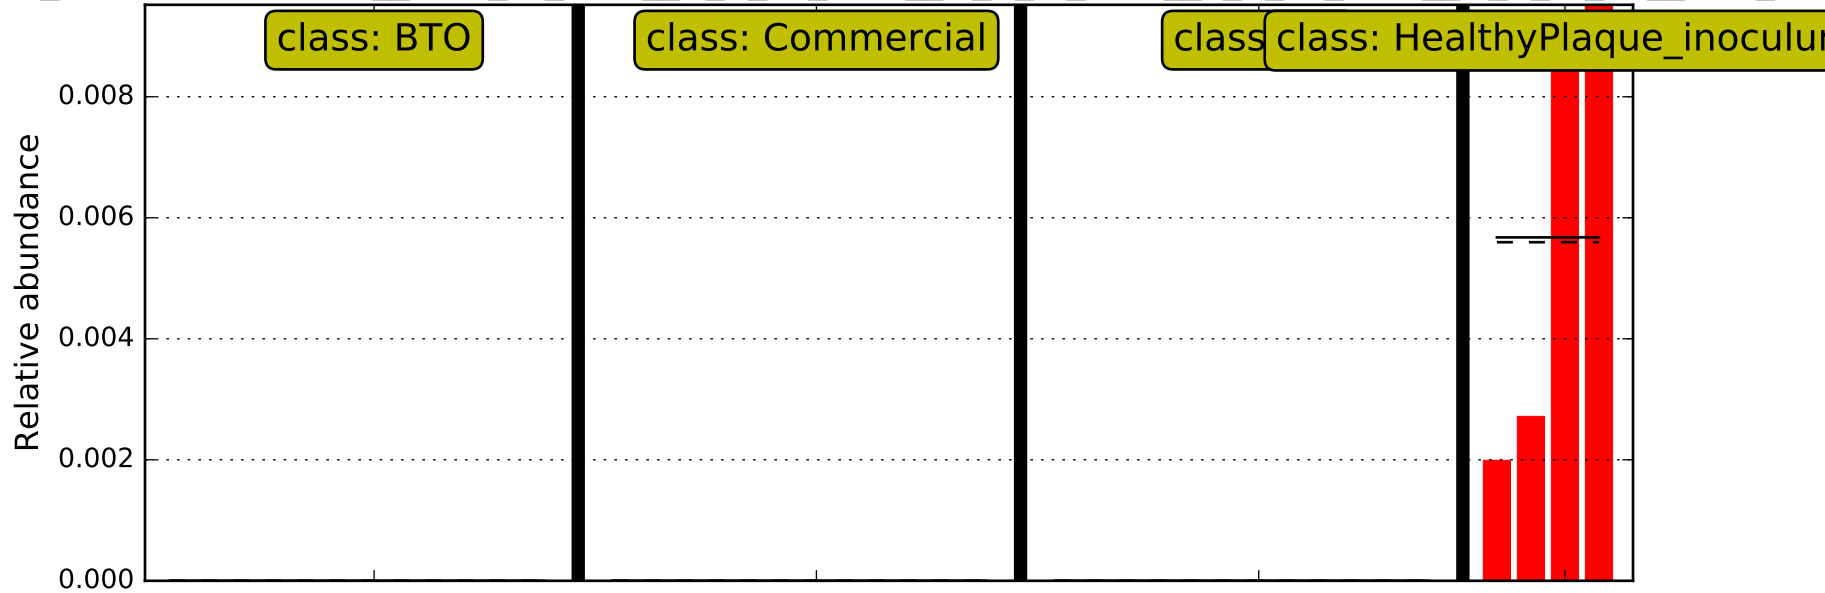 class: BTO
class: Commercial
class
class: HealthyPlaque_inoculu
0.008
0.006
0.004
0.002
0.000
Relative abundance